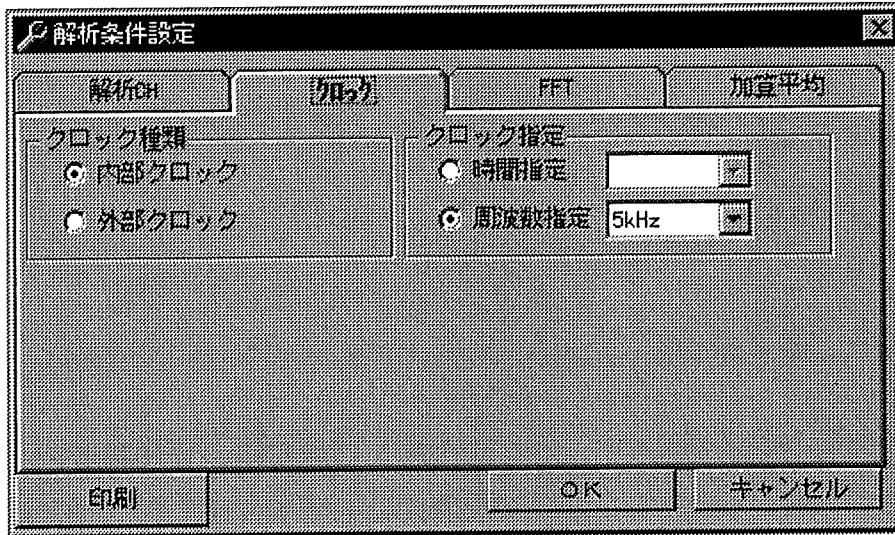 解析条件設定
解析CH クロック FFT 加算平均
クロック種類
内部クロック
外部クロック
クロック指定
時間指定
周波数指定 5kHz
印刷 OK キャンセル